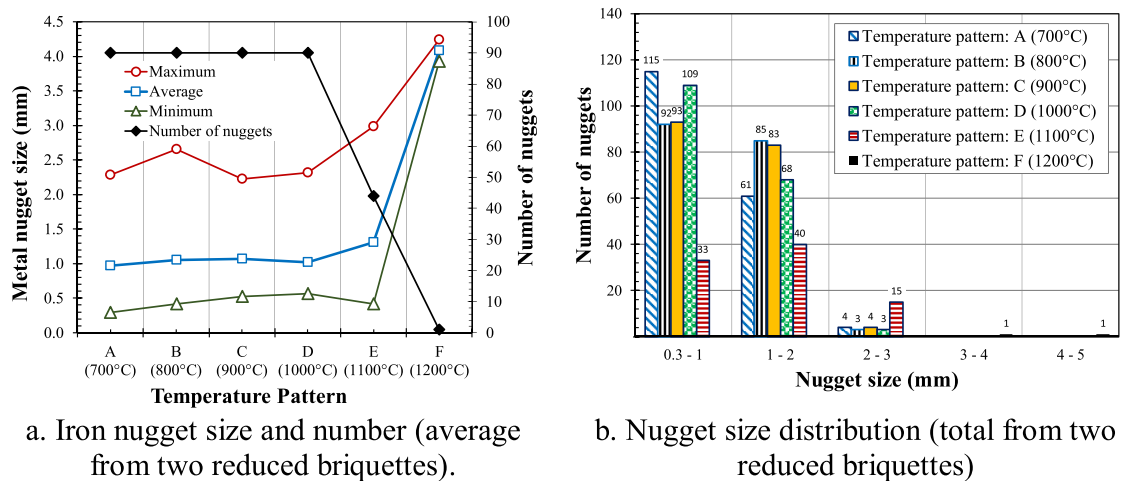 4.5
4.0
3.5
3.0
2.5
2.0
1.5
1.0
0.5
0.0
Metal nugget size (mm)
Maximum
Average
Minimum
Number of nuggets
100
90
80
70
60
50
40
30
20
10
0
Number of nuggets
A B C D E F
(700°C) (800°C) (900°C) (1000°C) (1100°C) (1200°C)
Temperature Pattern
a. Iron nugget size and number (average
from two reduced briquettes).
140
120
100
80
60
40
20
Number of nuggets
Temperature pattern: A (700°C)
Temperature pattern: B (800°C)
Temperature pattern: C (900°C)
Temperature pattern: D (1000°C)
Temperature pattern: E (1100°C)
Temperature pattern: F (1200°C)
115 92 93 109 33
61 85 83 68 40
4 3 4 3 15
1
1
0.3 - 1 1 - 2 2 - 3 3 - 4 4 - 5
Nugget size (mm)
b. Nugget size distribution (total from two
reduced briquettes)